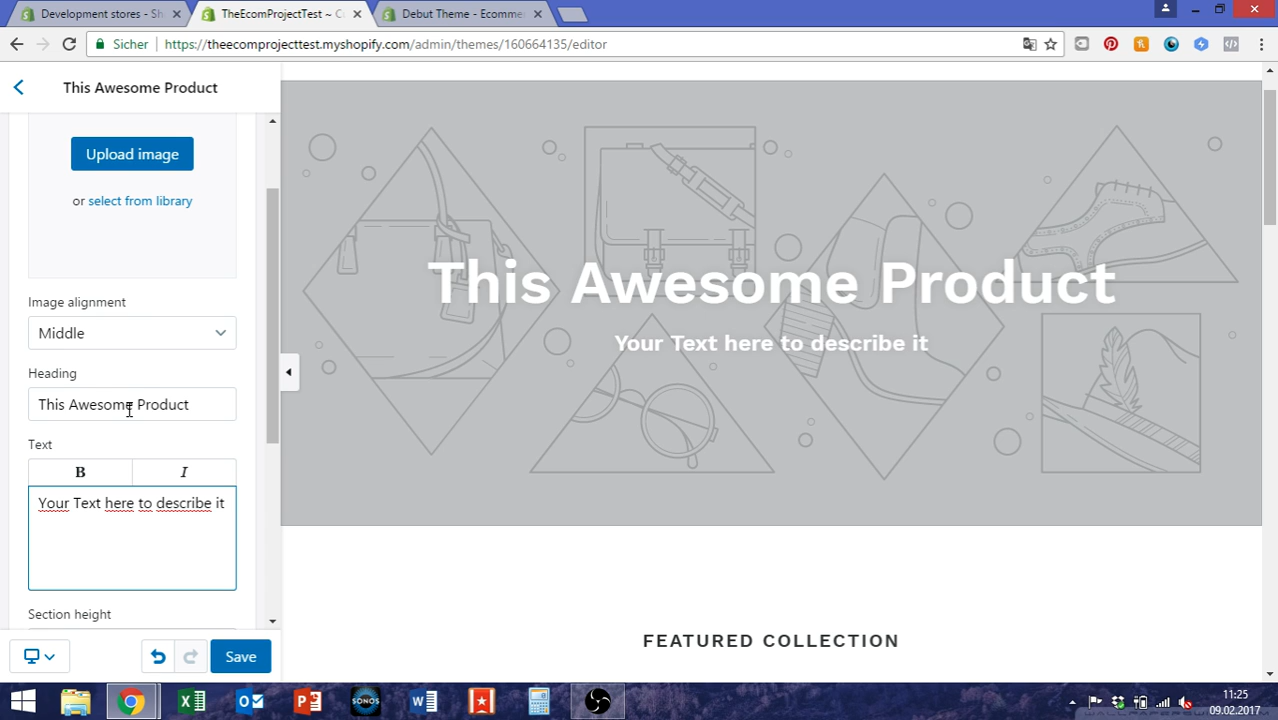 Development stores - Sh
TheEcomProjectTest ~ C
Debut Theme - Ecomme
Sicher
https://theecomprojecttest.myshopify.com/admin/themes/160664135/editor
This Awesome Product
Upload image
or select from library
Image alignment
Middle
Heading
This Awesome Product
Text
B
I
Your Text here to describe it
Section height
Save
This Awesome Product
Your Text here to describe it
FEATURED COLLECTION
SONOS
11:25
09.02.2017